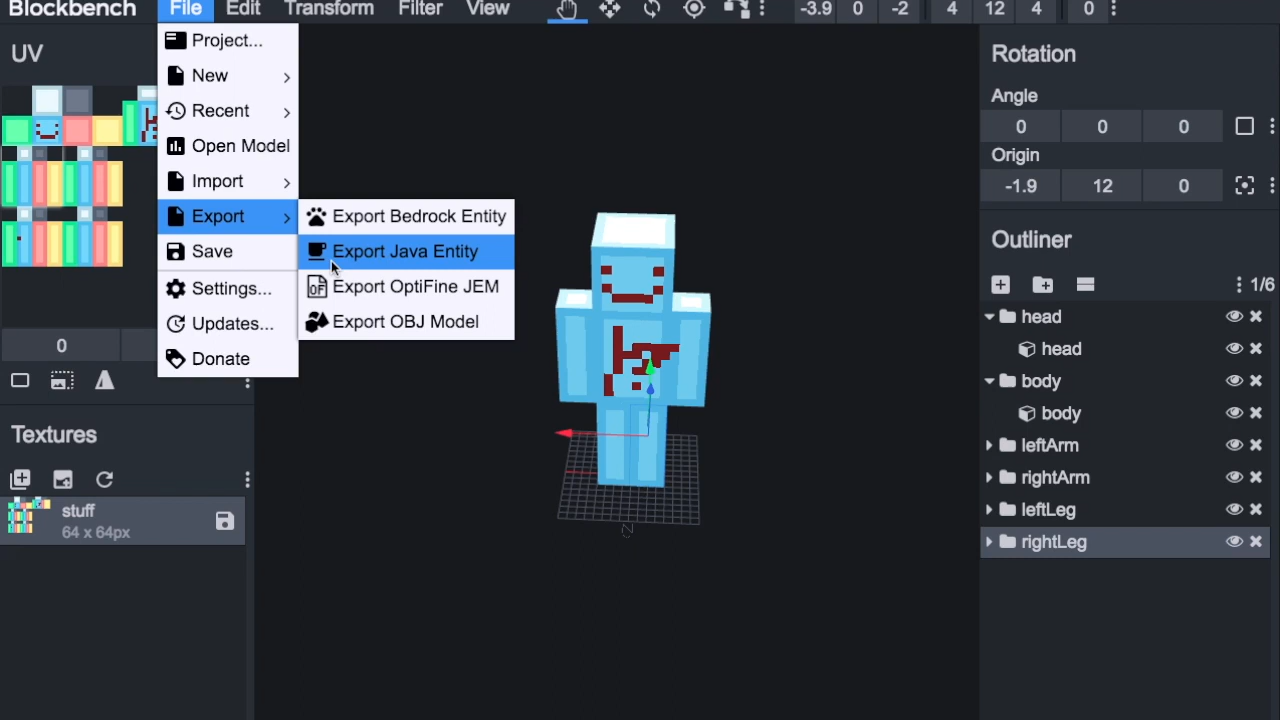 Blockbench File Edit Transform Filter View -3.9 0 -2 4 12 4 0
UV
Project...
New
Recent
Open Model
Import
Export
Save
Settings...
Updates...
Donate
Export Bedrock Entity
Export Java Entity
Export OptiFine JEM
Export OBJ Model
0
Textures
stuff
64 x 64px
Rotation
Angle
0 0 0
Origin
-1.9 12 0
Outliner
1/6
head
head
body
body
leftArm
rightArm
leftLeg
rightLeg